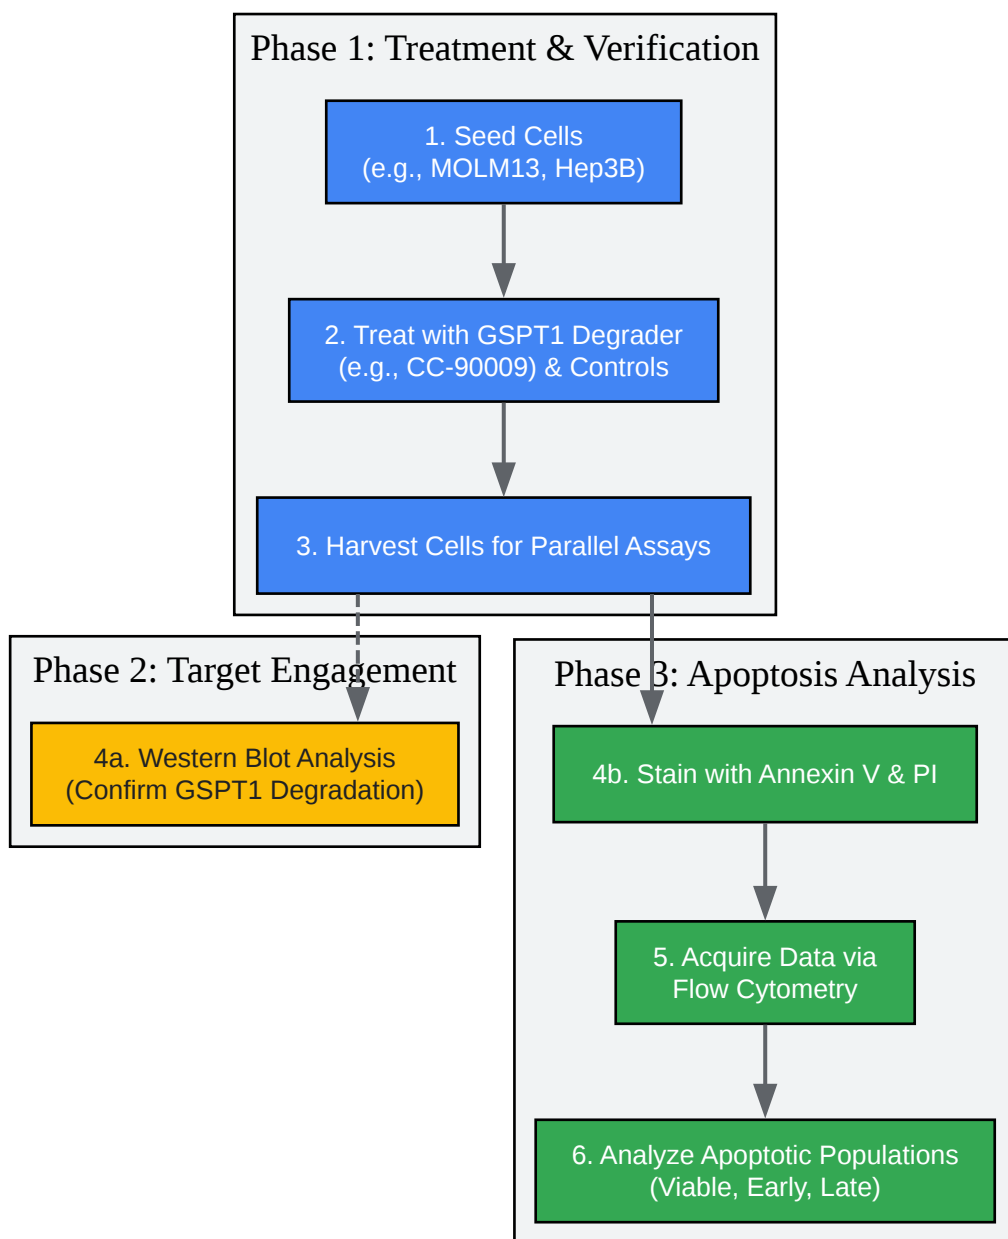 Phase 1: Treatment & Verification
1. Seed Cells
(e.g., MOLM13, Hep3B)
2. Treat with GSPT1 Degrader
(e.g., CC-90009) & Controls
3. Harvest Cells for Parallel Assays
Phase 2: Target Engagement
4a. Western Blot Analysis
(Confirm GSPT1 Degradation)
Phase 3: Apoptosis Analysis
4b. Stain with Annexin V & PI
5. Acquire Data via
Flow Cytometry
6. Analyze Apoptotic Populations
(Viable, Early, Late)